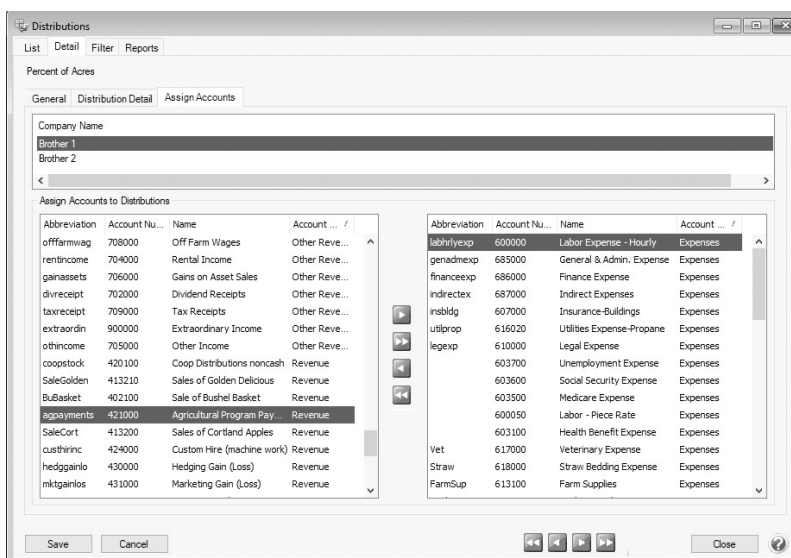 Distributions
List Detail Filter Reports
Percent of Acres
General Distribution Detail Assign Accounts
Company Name
Brother 1
Brother 2
Assign Accounts to Distributions
Abbreviation Account Nu... Name Account ... /
offfarmwag 708000 Off Farm Wages Other Reve...
rentincome 704000 Rental Income Other Reve...
gainassets 706000 Gains on Asset Sales Other Reve...
divreceipt 702000 Dividend Receipts Other Reve...
taxreceipt 709000 Tax Receipts Other Reve...
extraordin 900000 Extraordinary Income Other Reve...
othincome 705000 Other Income Other Reve...
coopstock 420100 Coop Distributions noncash Revenue
SaleGolden 413210 Sales of Golden Delicious Revenue
BuBasket 402100 Sale of Bushel Basket Revenue
agpayments 421000 Agricultural Program Pay... Revenue
SaleCort 413200 Sales of Cortland Apples Revenue
custhirinc 424000 Custom Hire (machine work) Revenue
hedggainlo 430000 Hedging Gain (Loss) Revenue
mktgainlos 431000 Marketing Gain (Loss) Revenue
Abbreviation Account Nu... Name Account ... /
labhrlyexp 600000 Labor Expense - Hourly Expenses
genadmexp 685000 General & Admin. Expense Expenses
financeexp 686000 Finance Expense Expenses
indirectex 687000 Indirect Expenses Expenses
insbldg 607000 Insurance-Buildings Expenses
utilprop 616020 Utilities Expense-Propane Expenses
legexp 610000 Legal Expense Expenses
603700 Unemployment Expense Expenses
603600 Social Security Expense Expenses
603500 Medicare Expense Expenses
600050 Labor - Piece Rate Expenses
603100 Health Benefit Expense Expenses
Vet 617000 Veterinary Expense Expenses
Straw 618000 Straw Bedding Expense Expenses
FarmSup 613100 Farm Supplies Expenses
Save Cancel Close ?